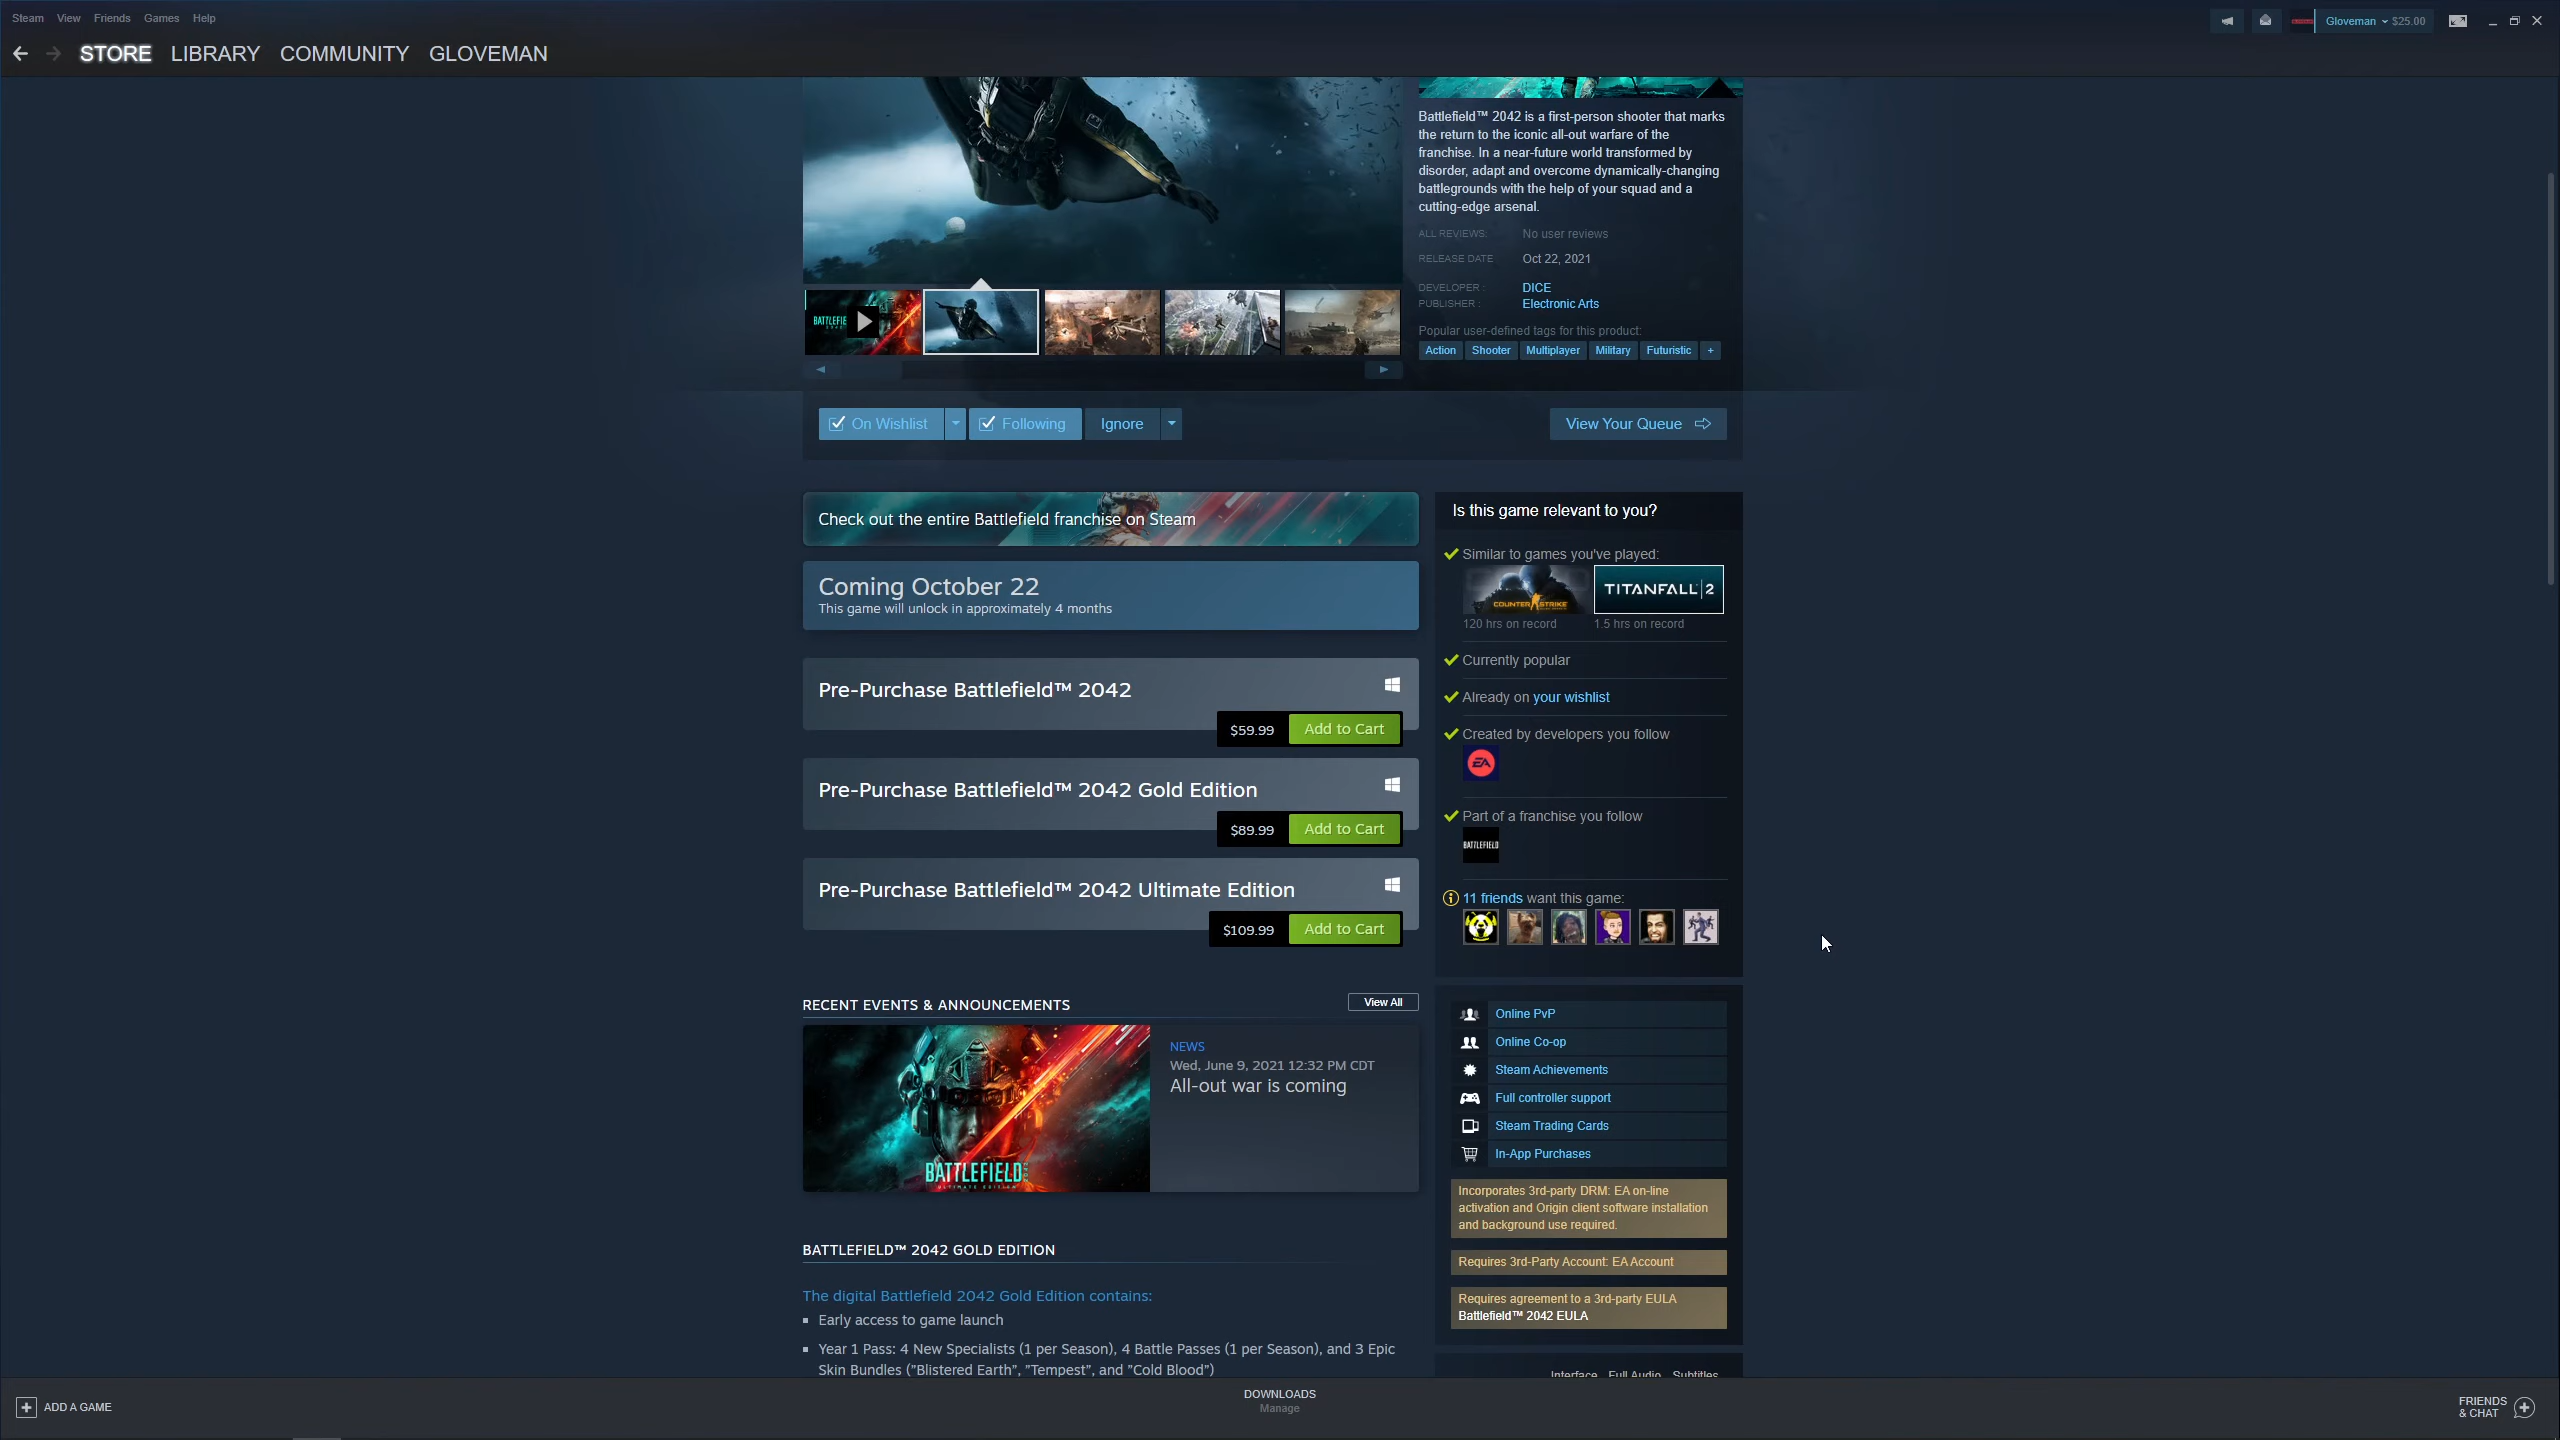 Steam View Friends Games Help
Gloveman $25.00
STORE LIBRARY COMMUNITY GLOVEMAN
Battlefield™ 2042 is a first-person shooter that marks
the return to the iconic all-out warfare of the
franchise. In a near-future world transformed by
disorder, adapt and overcome dynamically-changing
battlegrounds with the help of your squad and a
cutting-edge arsenal.
ALL REVIEWS: No user reviews
RELEASE DATE Oct 22, 2021
DEVELOPER : DICE
PUBLISHER : Electronic Arts
Popular user-defined tags for this product:
Action Shooter Multiplayer Military Futuristic +
On Wishlist Following Ignore View Your Queue
Check out the entire Battlefield franchise on Steam
Coming October 22
This game will unlock in approximately 4 months
Pre-Purchase Battlefield™ 2042
$59.99 Add to Cart
Pre-Purchase Battlefield™ 2042 Gold Edition
$89.99 Add to Cart
Pre-Purchase Battlefield™ 2042 Ultimate Edition
$109.99 Add to Cart
RECENT EVENTS & ANNOUNCEMENTS View All
NEWS
Wed, June 9, 2021 12:32 PM CDT
All-out war is coming
BATTLEFIELD
ULTIMATE EDITION
BATTLEFIELD™ 2042 GOLD EDITION
The digital Battlefield 2042 Gold Edition contains:
Early access to game launch
Year 1 Pass: 4 New Specialists (1 per Season), 4 Battle Passes (1 per Season), and 3 Epic
Skin Bundles ("Blistered Earth", "Tempest", and "Cold Blood")
Is this game relevant to you?
Similar to games you've played:
COUNTER STRIKE TITANFALL 2
120 hrs on record 1.5 hrs on record
Currently popular
Already on your wishlist
Created by developers you follow
EA
Part of a franchise you follow
BATTLEFIELD
11 friends want this game:
Online PvP
Online Co-op
Steam Achievements
Full controller support
Steam Trading Cards
In-App Purchases
Incorporates 3rd-party DRM: EA on-line
activation and Origin client software installation
and background use required.
Requires 3rd-Party Account: EA Account
Requires agreement to a 3rd-party EULA
Battlefield™ 2042 EULA
Interface Full Audio Subtitles
ADD A GAME
DOWNLOADS
Manage
FRIENDS
& CHAT